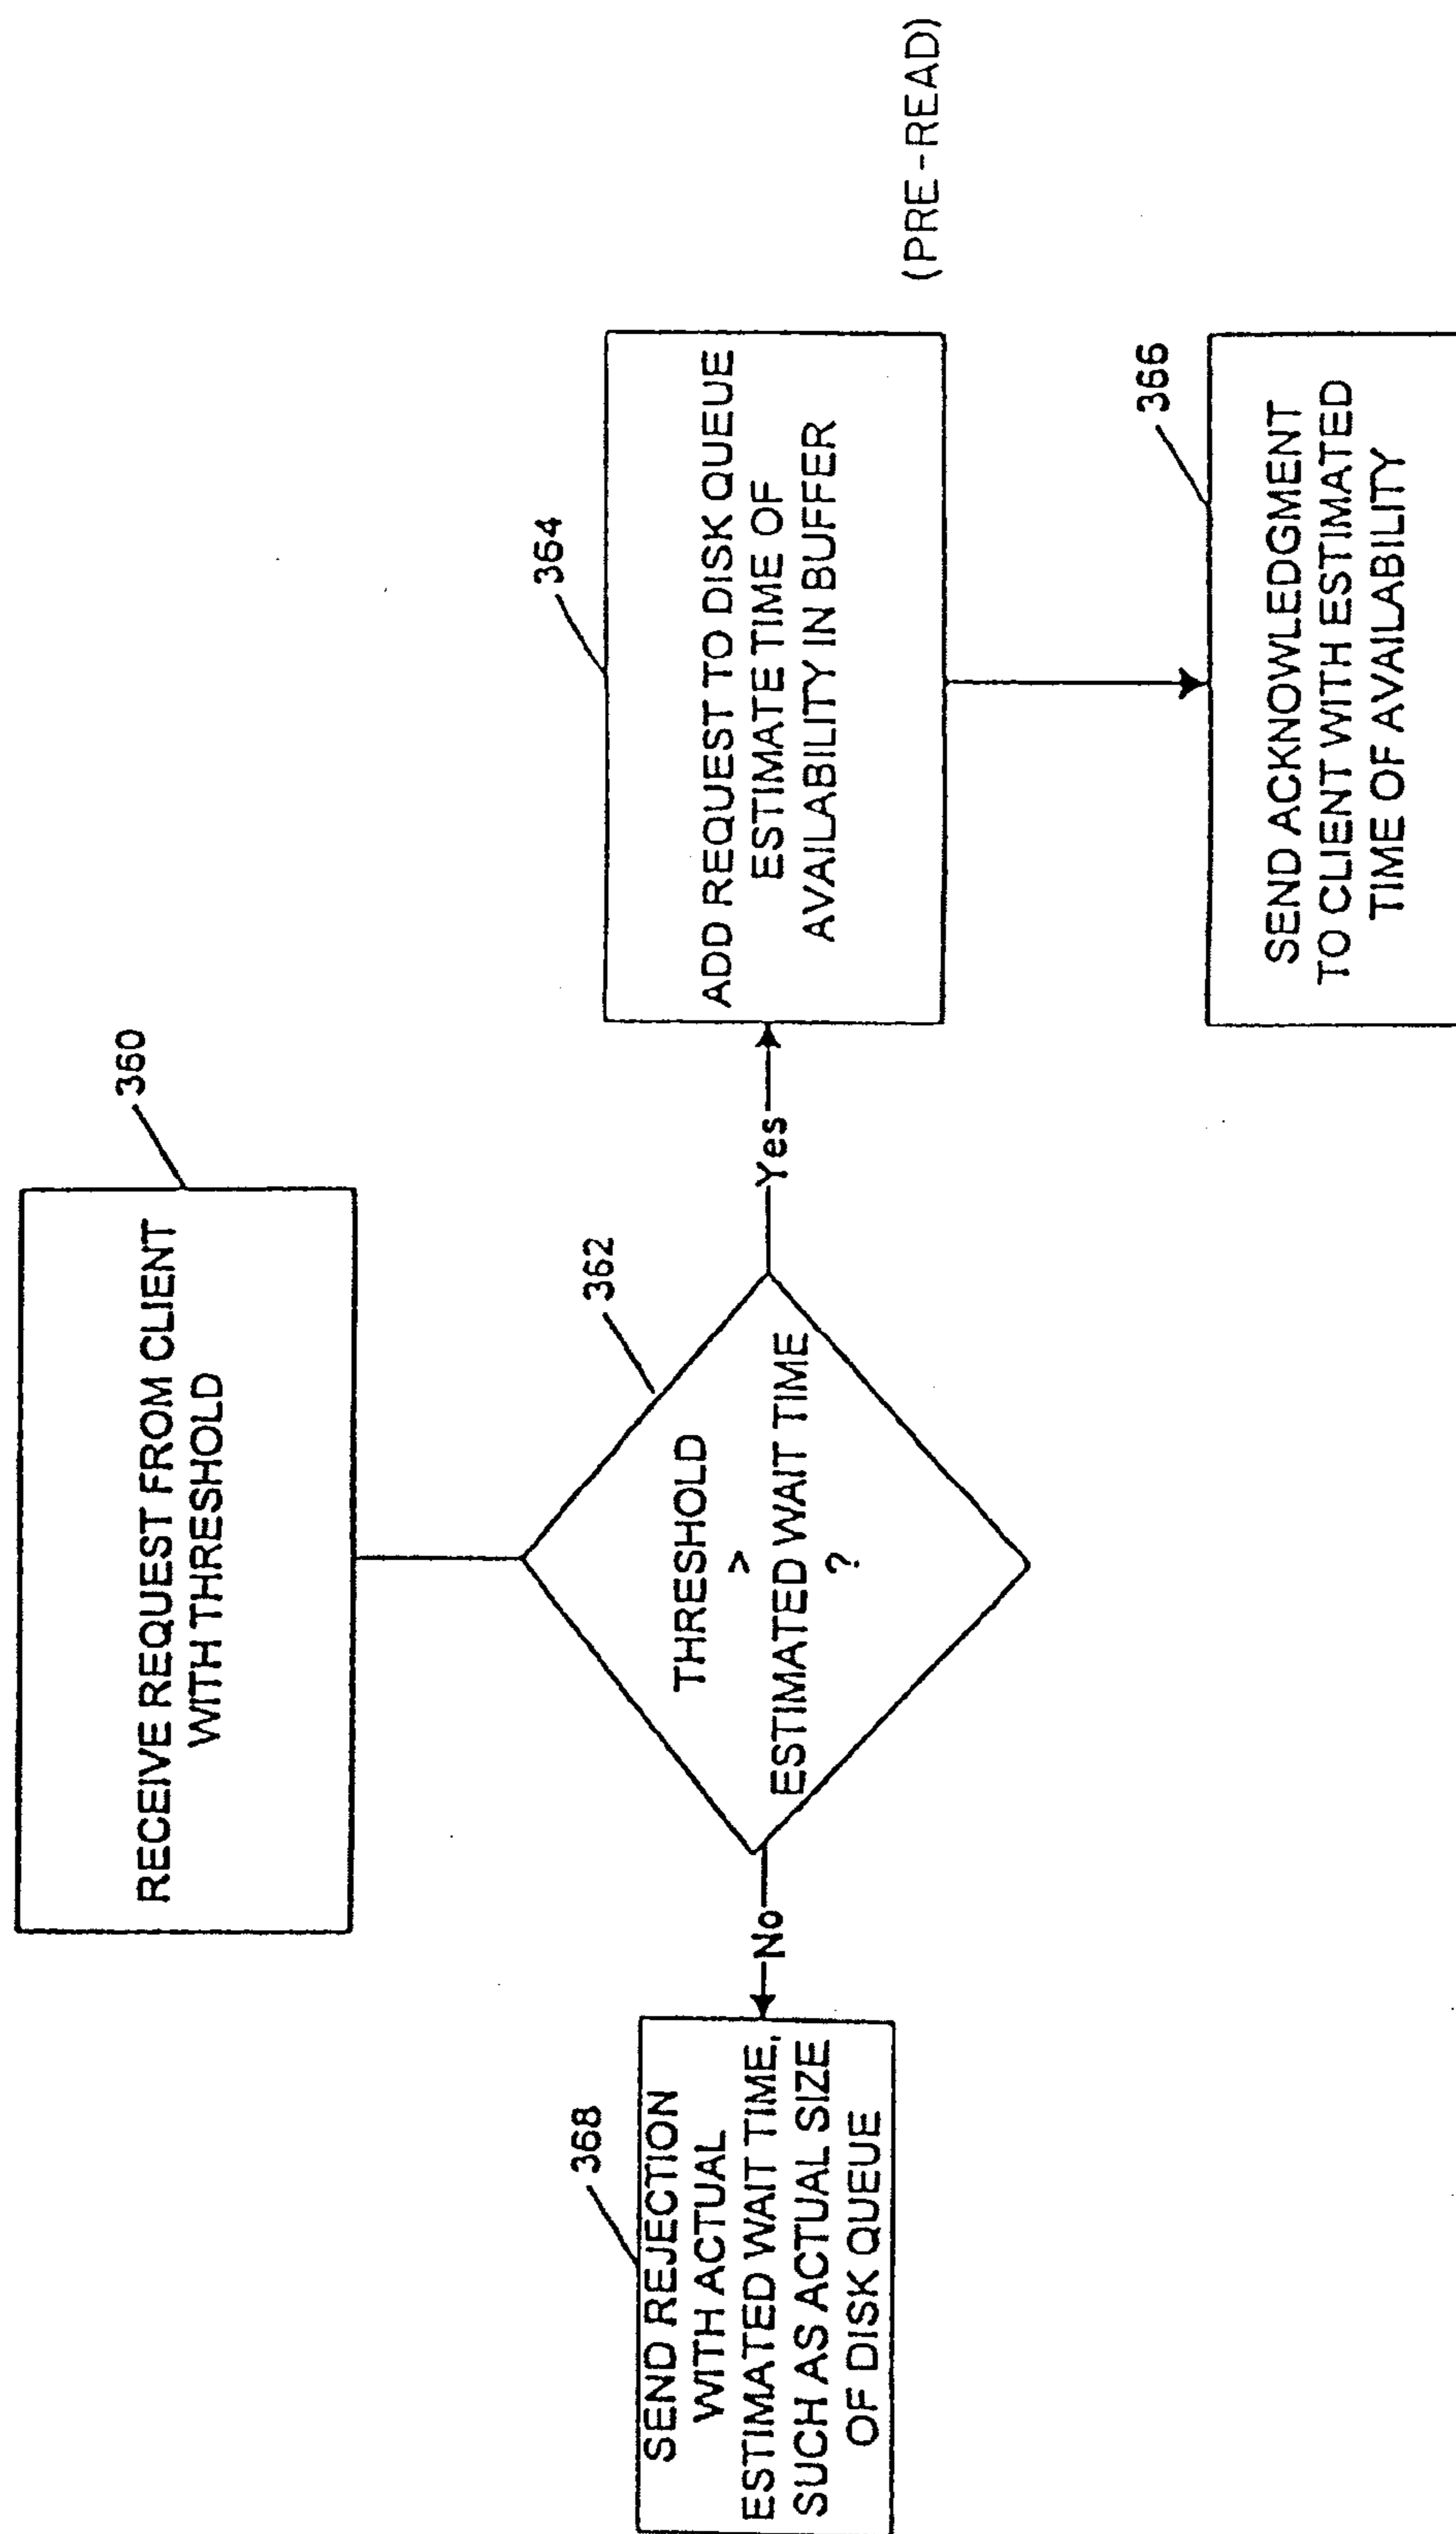 360
RECEIVE REQUEST FROM CLIENT
WITH THRESHOLD
362
THRESHOLD
>
ESTIMATED WAIT TIME
?
No
Yes
368
SEND REJECTION
WITH ACTUAL
ESTIMATED WAIT TIME,
SUCH AS ACTUAL SIZE
OF DISK QUEUE
364
ADD REQUEST TO DISK QUEUE
ESTIMATE TIME OF
AVAILABILITY IN BUFFER
366
SEND ACKNOWLEDGMENT
TO CLIENT WITH ESTIMATED
TIME OF AVAILABILITY
(PRE-READ)